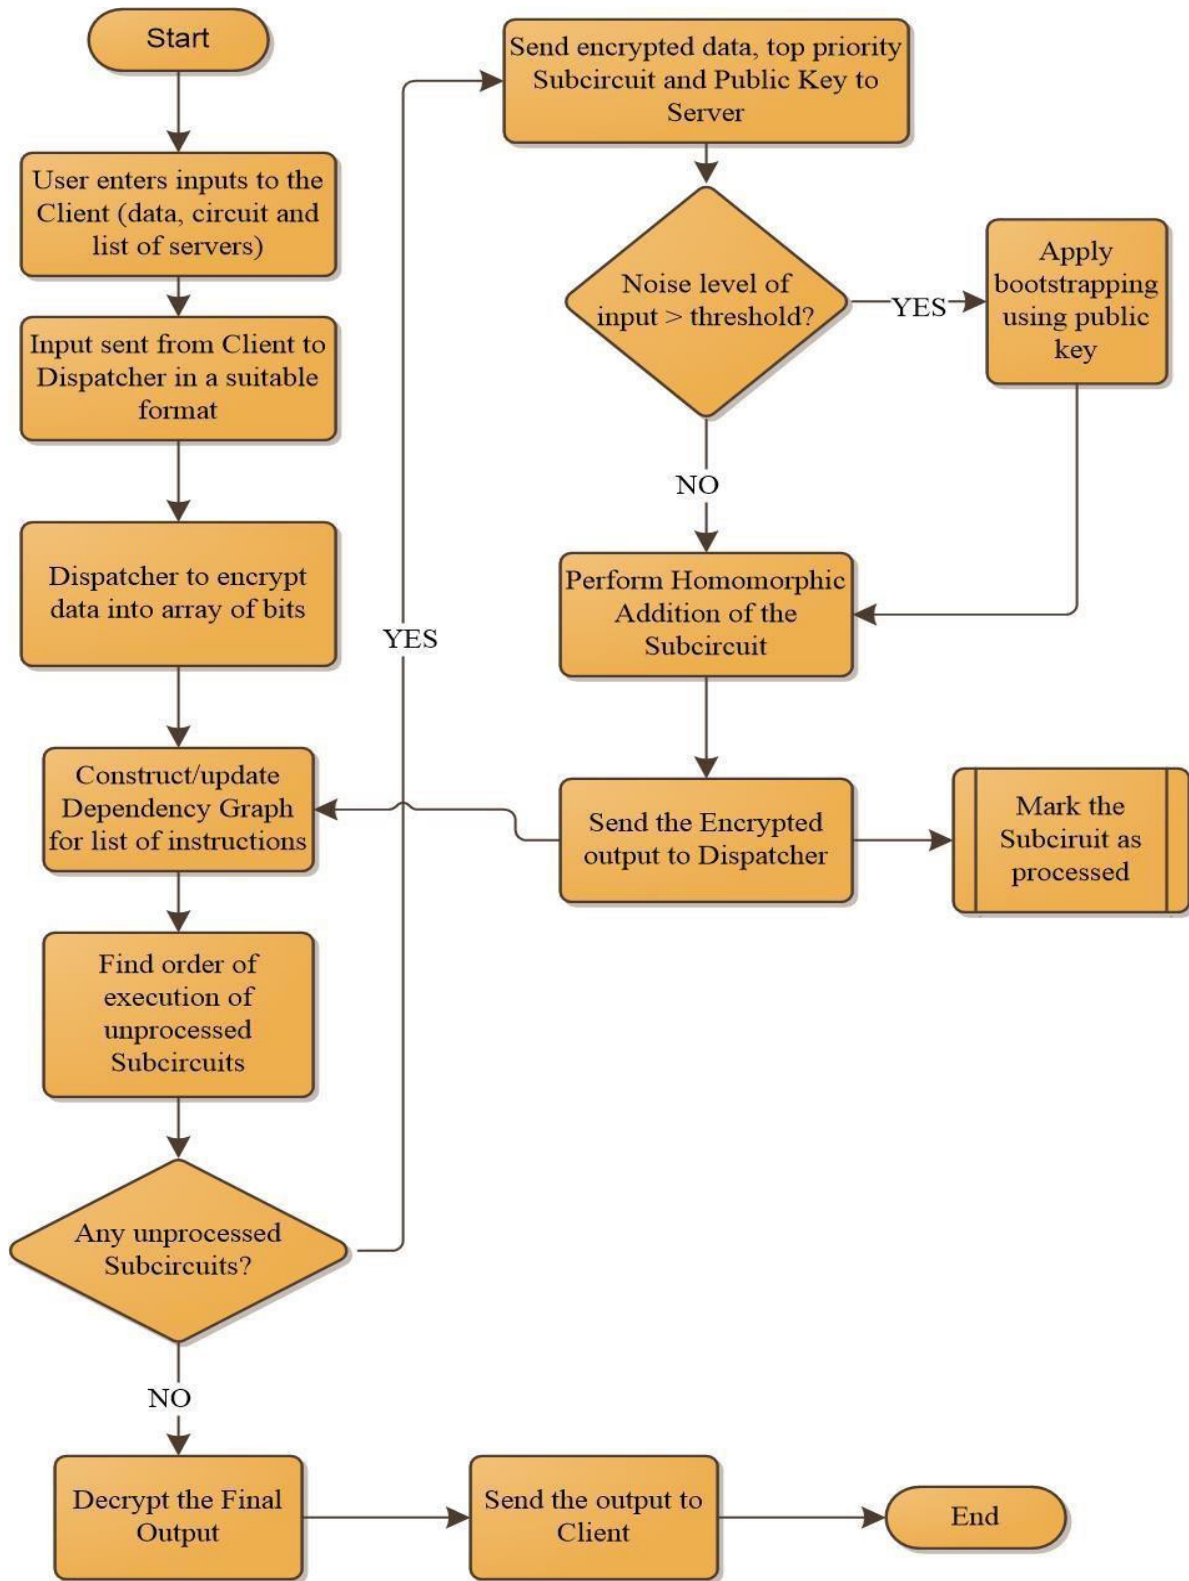 Start
User enters inputs to the
Client (data, circuit and
list of servers)
Input sent from Client to
Dispatcher in a suitable
format
Dispatcher to encrypt
data into array of bits
Construct/update
Dependency Graph
for list of instructions
Find order of
execution of
unprocessed
Subcircuits
Any unprocessed
Subcircuits?
YES
NO
Send encrypted data, top priority
Subcircuit and Public Key to
Server
Noise level of
input > threshold?
YES
Apply
bootstrapping
using public
key
NO
Perform Homomorphic
Addition of the
Subcircuit
Send the Encrypted
output to Dispatcher
Mark the
Subciruit as
processed
Decrypt the Final
Output
Send the output to
Client
End